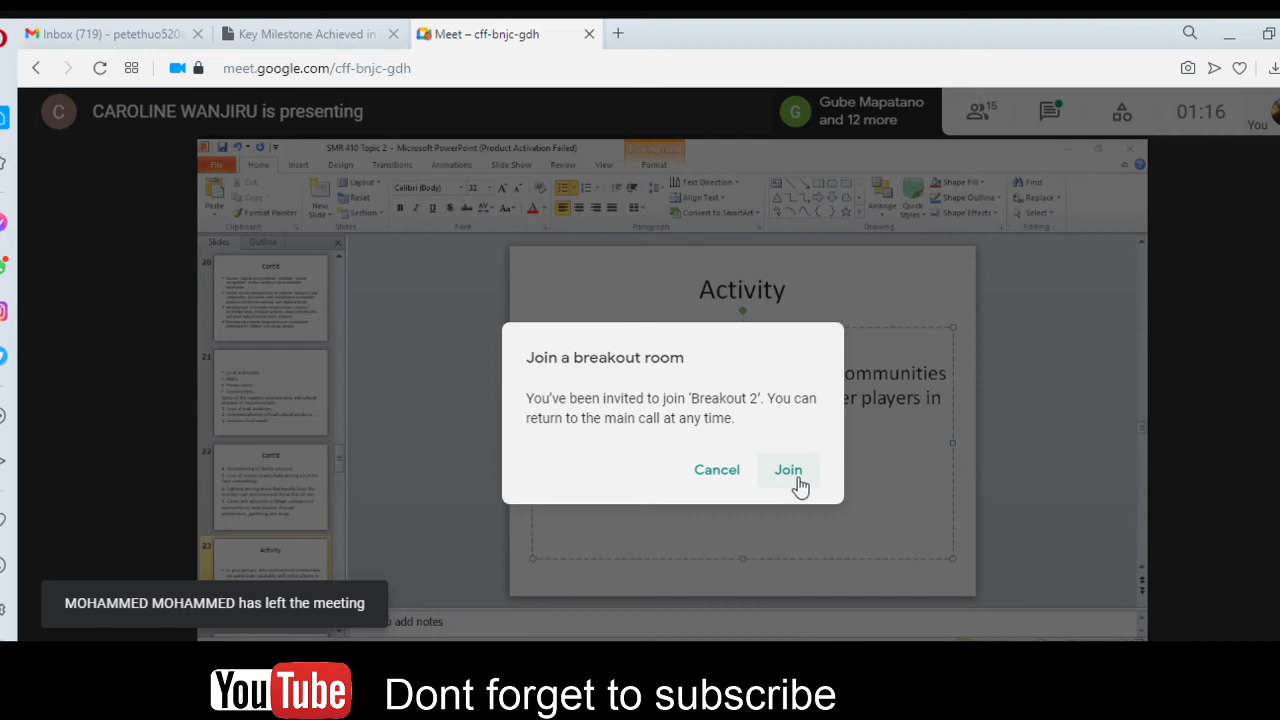 Inbox (719) - petethuo520
Key Milestone Achieved in
Meet – cff-bnjc-gdh
meet.google.com/cff-bnjc-gdh
C
CAROLINE WANJIRU is presenting
G
Gube Mapatano
and 12 more
15
01:16
You
SMR 410 Topic 2 - Microsoft PowerPoint (Product Activation Failed)
File Home Insert Design Transitions Animations Slide Show Review View Format
Paste
Cut
Copy
Format Painter
Clipboard
New
Slide
Layout
Reset
Section
Slides
Calibri (Body) 32
Font
Text Direction
Align Text
Convert to SmartArt
Paragraph
Arrange
Quick
Styles
Shape Fill
Shape Outline
Shape Effects
Drawing
Find
Replace
Select
Editing
Slides Outline
20
Cont'd
21
22
Cont'd
23
Activity
Activity
ommunities
er players in
Join a breakout room
You've been invited to join 'Breakout 2'. You can
return to the main call at any time.
Cancel Join
MOHAMMED MOHAMMED has left the meeting
add notes
YouTube
Dont forget to subscribe